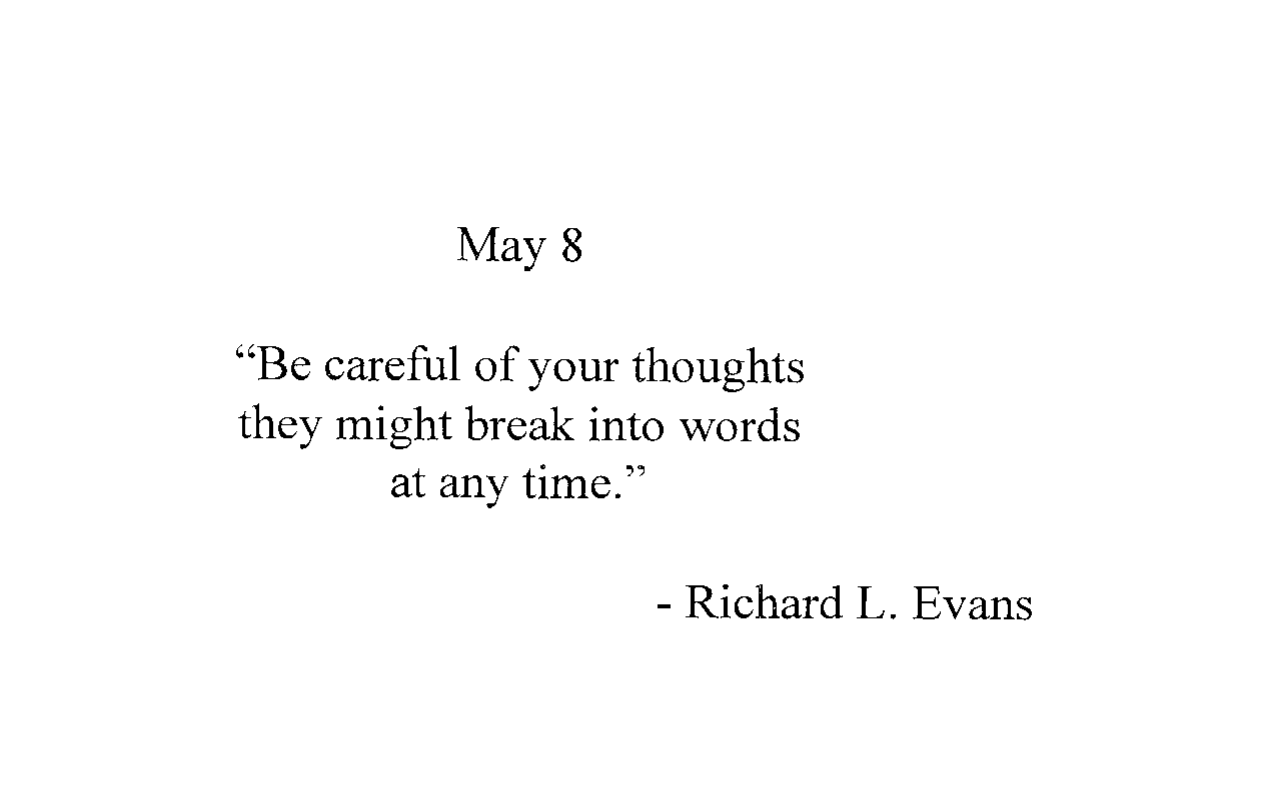 May 8
“Be careful of your thoughts
they might break into words
at any time.”
- Richard L. Evans